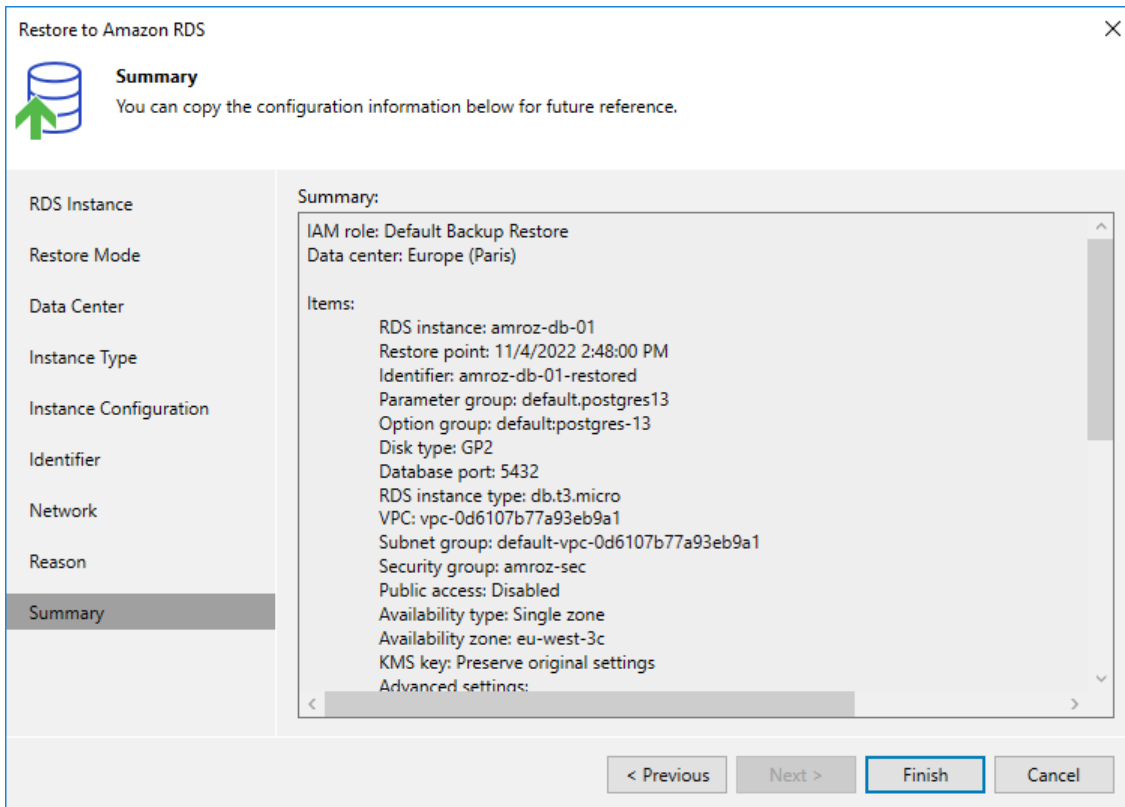 Restore to Amazon RDS
Summary
You can copy the configuration information below for future reference.
RDS Instance
Restore Mode
Data Center
Instance Type
Instance Configuration
Identifier
Network
Reason
Summary
Summary:
IAM role: Default Backup Restore
Data center: Europe (Paris)
Items:
RDS instance: amroz-db-01
Restore point: 11/4/2022 2:48:00 PM
Identifier: amroz-db-01-restored
Parameter group: default.postgres13
Option group: default:postgres-13
Disk type: GP2
Database port: 5432
RDS instance type: db.t3.micro
VPC: vpc-0d6107b77a93eb9a1
Subnet group: default-vpc-0d6107b77a93eb9a1
Security group: amroz-sec
Public access: Disabled
Availability type: Single zone
Availability zone: eu-west-3c
KMS key: Preserve original settings
Advanced settings:
< Previous
Next >
Finish
Cancel